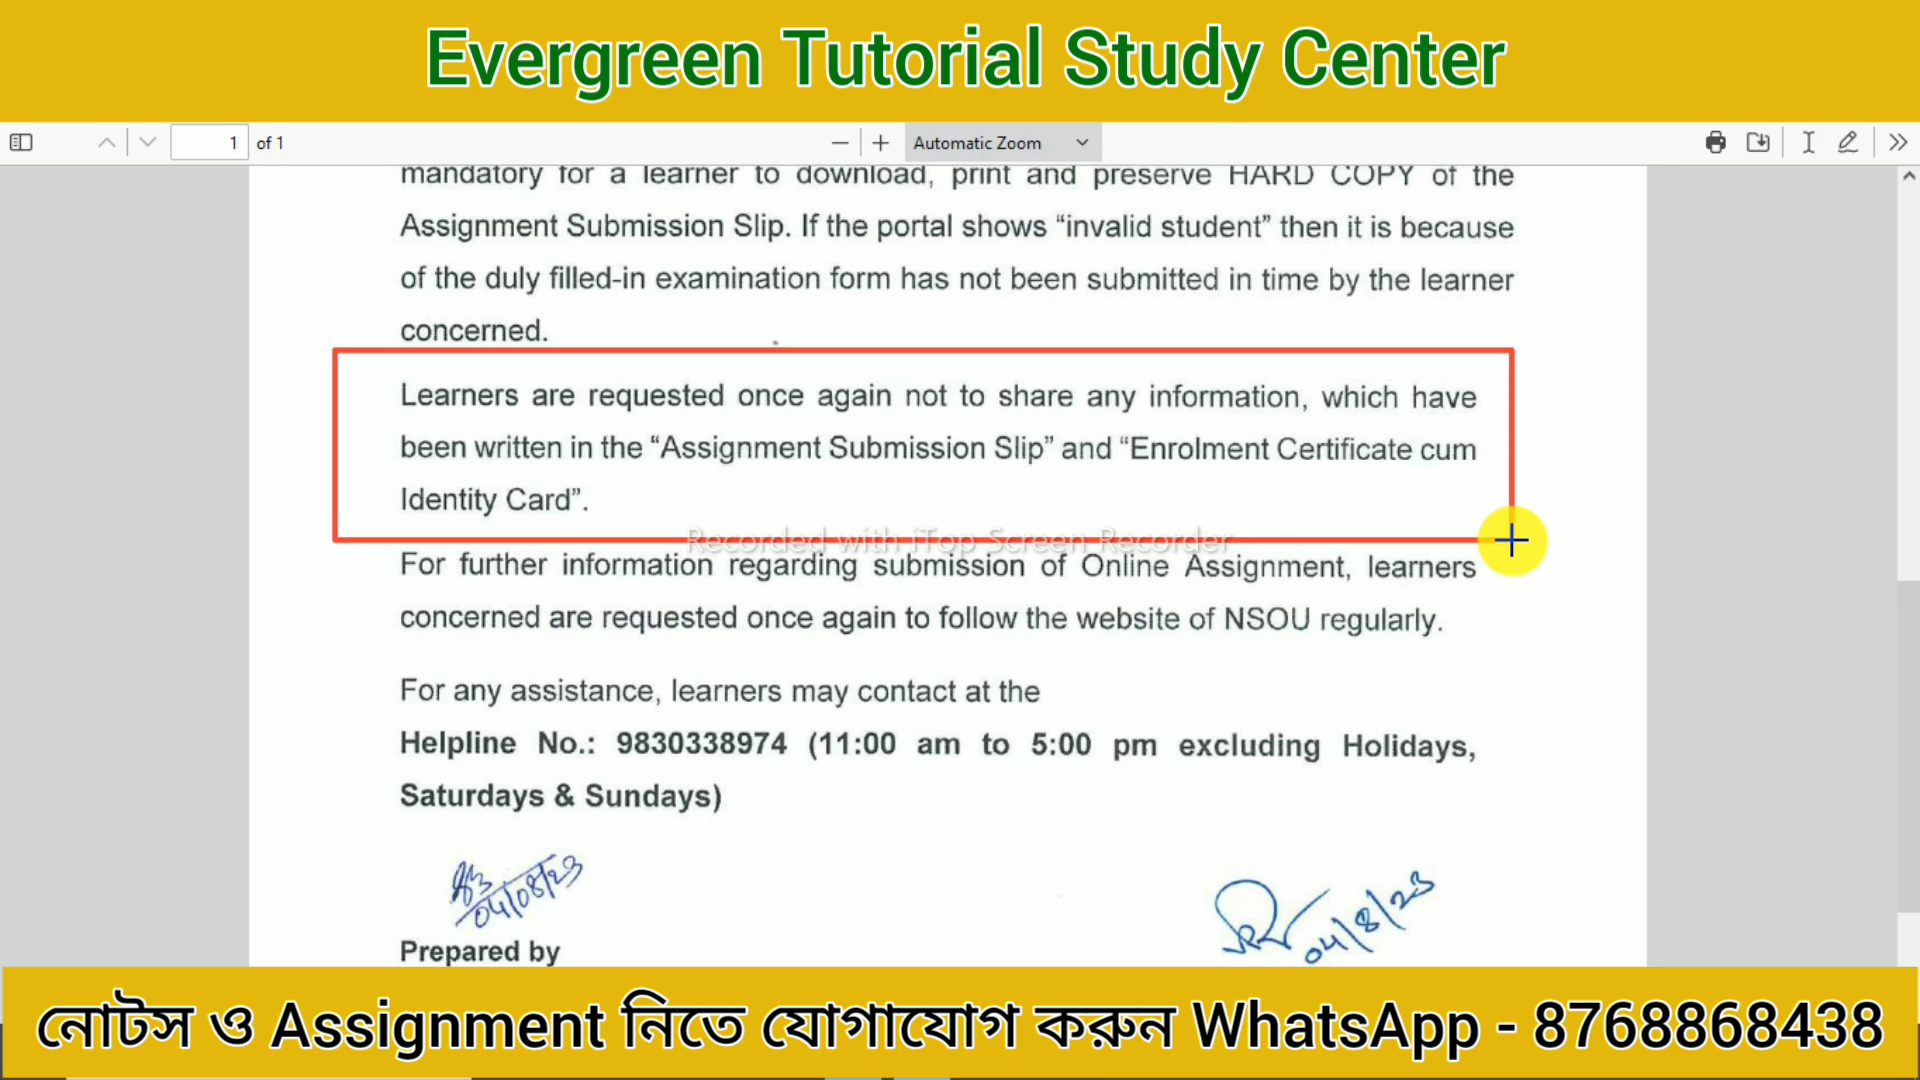 Evergreen Tutorial Study Center
1 of 1
Automatic Zoom
mandatory for a learner to download, print and preserve HARD COPY of the
Assignment Submission Slip. If the portal shows “invalid student” then it is because
of the duly filled-in examination form has not been submitted in time by the learner
concerned.
Learners are requested once again not to share any information, which have
been written in the “Assignment Submission Slip” and “Enrolment Certificate cum
Identity Card”.
Recorded with iTop Screen Recorder
For further information regarding submission of Online Assignment, learners
concerned are requested once again to follow the website of NSOU regularly.
For any assistance, learners may contact at the
Helpline No.: 9830338974 (11:00 am to 5:00 pm excluding Holidays,
Saturdays & Sundays)
04/08/23
04/8/23
Prepared by
নোটস ও Assignment নিতে যোগাযোগ করুন WhatsApp - 8768868438